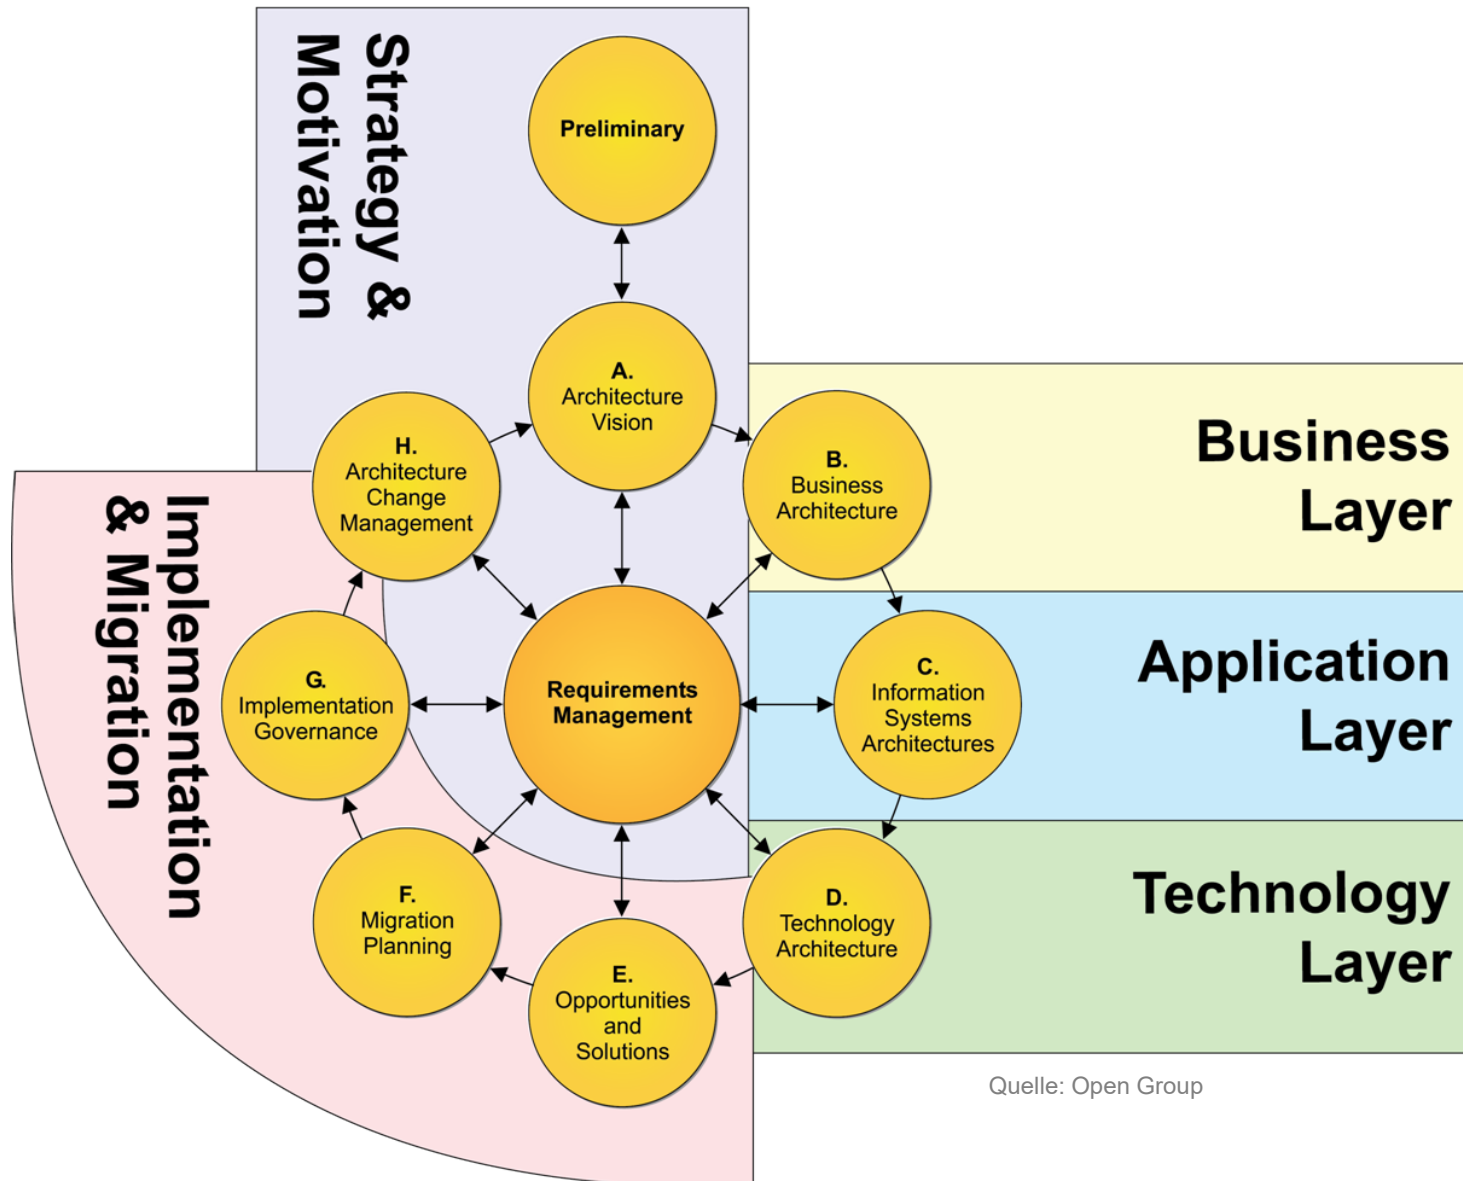 Strategy &
Motivation
Preliminary
A.
Architecture
Vision
H.
Architecture
Change
Management
B.
Business
Architecture
Business
Layer
Implementation
& Migration
G.
Implementation
Governance
Requirements
Management
C.
Information
Systems
Architectures
Application
Layer
F.
Migration
Planning
E.
Opportunities
and
Solutions
D.
Technology
Architecture
Technology
Layer
Quelle: Open Group